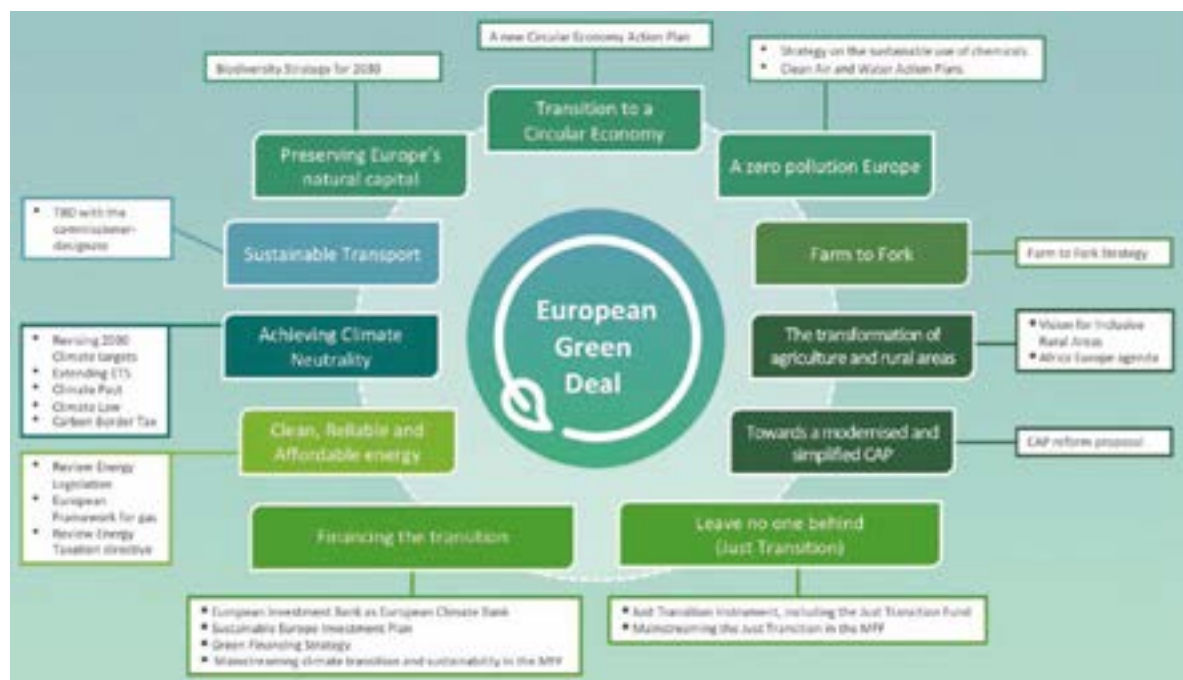 A new Circular Economy Action Plan
Biodiversity Strategy for 2030
• Strategy on the sustainable use of chemicals
• Clean Air and Water Action Plans
Transition to a
Circular Economy
Preserving Europe's
natural capital
A zero pollution Europe
• TBD with the
commissioner-
designate
Sustainable Transport
Farm to Fork
Farm to Fork Strategy
European
Green
Deal
Achieving Climate
Neutrality
• Revising 2030
Climate targets
• Extending ETS
• Climate Pact
• Climate Law
• Carbon Border Tax
The transformation of
agriculture and rural areas
• Vision for Inclusive
Rural Areas
• Africa Europe agenda
Clean, Reliable and
Affordable energy
• Review Energy
Legislation
• European
Framework for gas
• Review Energy
Taxation directive
Towards a modernised and
simplified CAP
CAP reform proposal
Financing the transition
Leave no one behind
(Just Transition)
• European Investment Bank as European Climate Bank
• Sustainable Europe Investment Plan
• Green Financing Strategy
• Mainstreaming climate transition and sustainability in the MFF
• Just Transition Instrument, including the Just Transition Fund
• Mainstreaming the Just Transition in the MFF